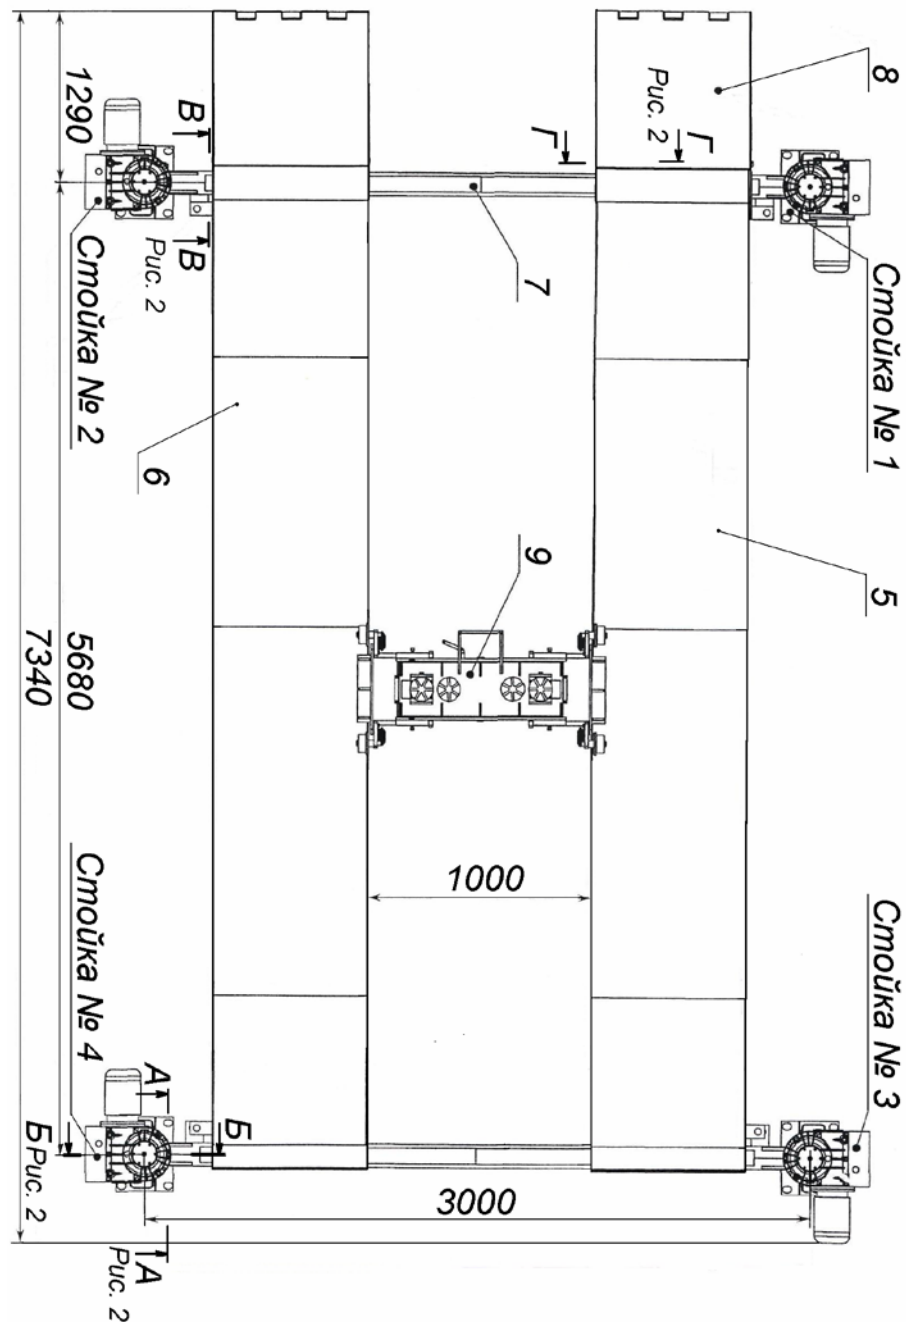 8
Рис. 2
Г
Г
1290
В
В
Рис. 2
7
Стойка № 2
Стойка № 1
6
5
9
5680
7340
1000
Стойка № 4
Стойка № 3
А
Б
Б
Рис. 2
3000
А
Рис. 2